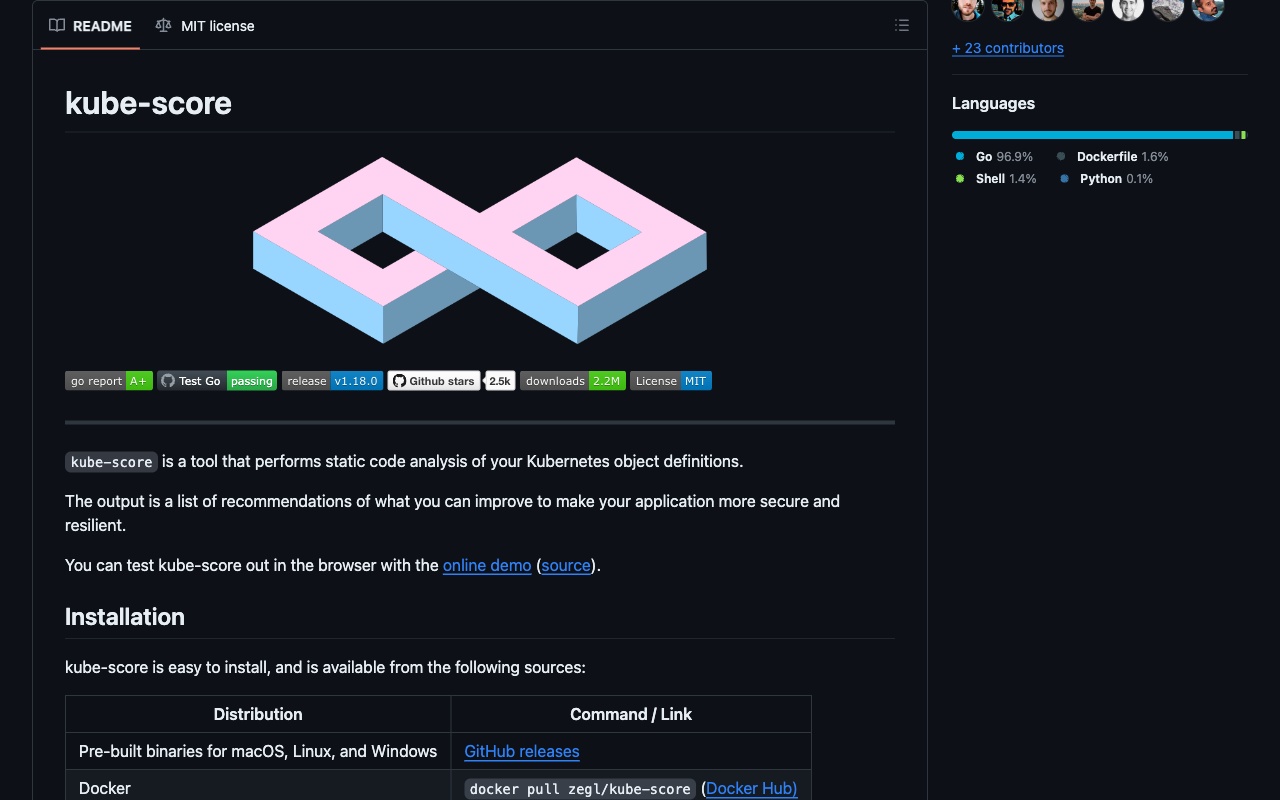 README
MIT license
kube-score
go report A+ Test Go passing release v1.18.0 Github stars 2.5k downloads 2.2M License MIT
kube-score is a tool that performs static code analysis of your Kubernetes object definitions.
The output is a list of recommendations of what you can improve to make your application more secure and
resilient.
You can test kube-score out in the browser with the online demo (source).
Installation
kube-score is easy to install, and is available from the following sources:
Distribution Command / Link
Pre-built binaries for macOS, Linux, and Windows GitHub releases
Docker docker pull zegl/kube-score (Docker Hub)
+ 23 contributors
Languages
Go 96.9% Dockerfile 1.6%
Shell 1.4% Python 0.1%